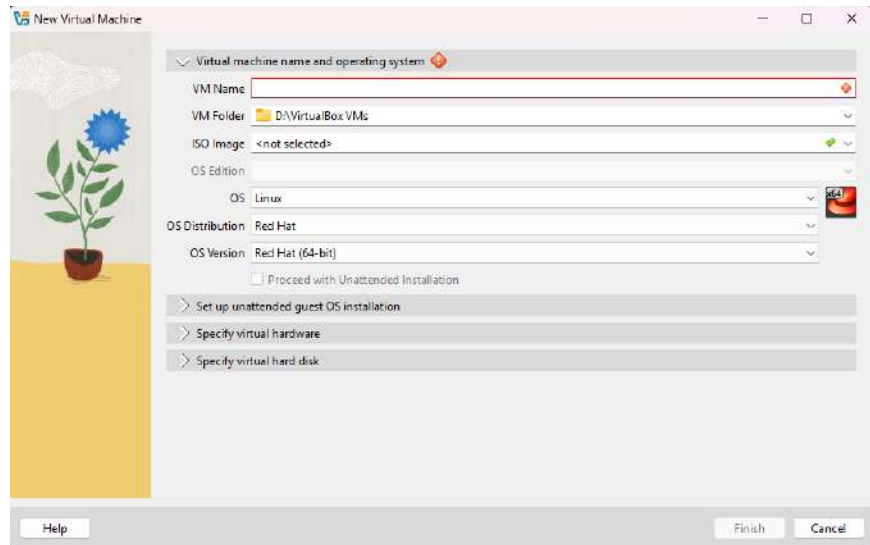 New Virtual Machine
Virtual machine name and operating system
VM Name
VM Folder D:\VirtualBox VMs
ISO Image <not selected>
OS Edition
OS Linux
x64
OS Distribution Red Hat
OS Version Red Hat (64-bit)
Proceed with Unattended Installation
Set up unattended guest OS installation
Specify virtual hardware
Specify virtual hard disk
Help Finish Cancel